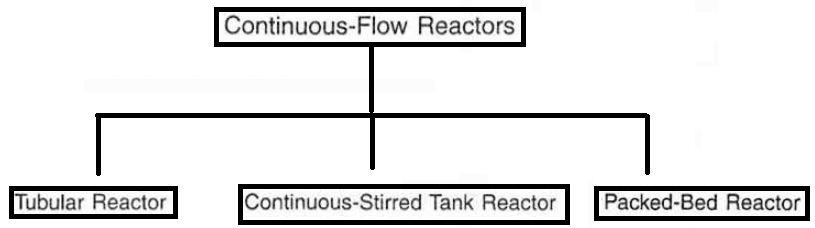 Continuous-Flow Reactors
Tubular Reactor
Continuous-Stirred Tank Reactor
Packed-Bed Reactor